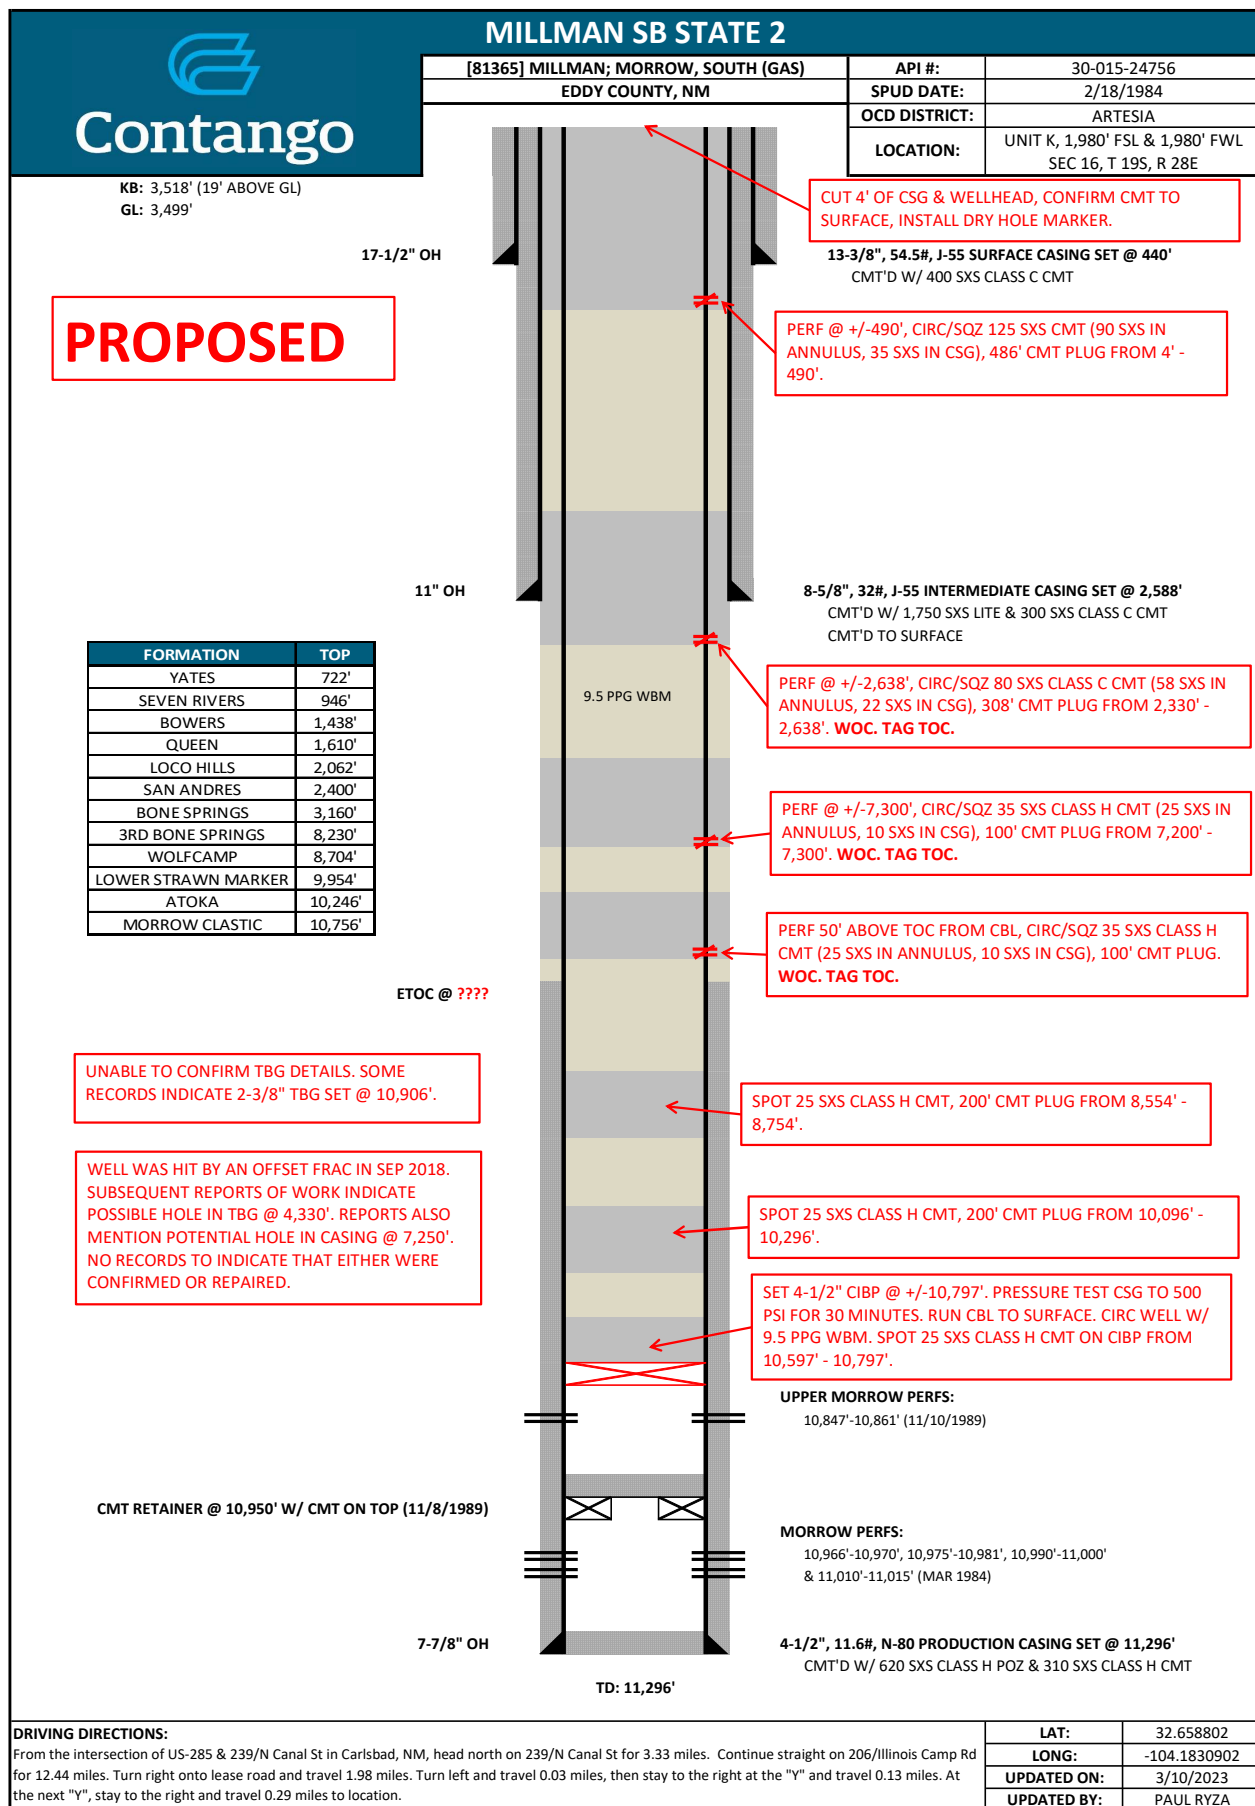 MILLMAN SB STATE 2
Contango
[81365] MILLMAN; MORROW, SOUTH (GAS)
EDDY COUNTY, NM
API #: 30-015-24756
SPUD DATE: 2/18/1984
OCD DISTRICT: ARTESIA
LOCATION: UNIT K, 1,980' FSL & 1,980' FWL
SEC 16, T 19S, R 28E
KB: 3,518' (19' ABOVE GL)
GL: 3,499'
CUT 4' OF CSG & WELLHEAD, CONFIRM CMT TO
SURFACE, INSTALL DRY HOLE MARKER.
17-1/2" OH
13-3/8", 54.5#, J-55 SURFACE CASING SET @ 440'
CMT'D W/ 400 SXS CLASS C CMT
PROPOSED
PERF @ +/-490', CIRC/SQZ 125 SXS CMT (90 SXS IN
ANNULUS, 35 SXS IN CSG), 486' CMT PLUG FROM 4' -
490'.
11" OH
8-5/8", 32#, J-55 INTERMEDIATE CASING SET @ 2,588'
CMT'D W/ 1,750 SXS LITE & 300 SXS CLASS C CMT
CMT'D TO SURFACE
FORMATION TOP
YATES 722'
SEVEN RIVERS 946'
BOWERS 1,438'
QUEEN 1,610'
LOCO HILLS 2,062'
SAN ANDRES 2,400'
BONE SPRINGS 3,160'
3RD BONE SPRINGS 8,230'
WOLFCAMP 8,704'
LOWER STRAWN MARKER 9,954'
ATOKA 10,246'
MORROW CLASTIC 10,756'
9.5 PPG WBM
PERF @ +/-2,638', CIRC/SQZ 80 SXS CLASS C CMT (58 SXS IN
ANNULUS, 22 SXS IN CSG), 308' CMT PLUG FROM 2,330' -
2,638'. WOC. TAG TOC.
PERF @ +/-7,300', CIRC/SQZ 35 SXS CLASS H CMT (25 SXS IN
ANNULUS, 10 SXS IN CSG), 100' CMT PLUG FROM 7,200' -
7,300'. WOC. TAG TOC.
PERF 50' ABOVE TOC FROM CBL, CIRC/SQZ 35 SXS CLASS H
CMT (25 SXS IN ANNULUS, 10 SXS IN CSG), 100' CMT PLUG.
WOC. TAG TOC.
ETOC @ ????
UNABLE TO CONFIRM TBG DETAILS. SOME
RECORDS INDICATE 2-3/8" TBG SET @ 10,906'.
SPOT 25 SXS CLASS H CMT, 200' CMT PLUG FROM 8,554' -
8,754'.
WELL WAS HIT BY AN OFFSET FRAC IN SEP 2018.
SUBSEQUENT REPORTS OF WORK INDICATE
POSSIBLE HOLE IN TBG @ 4,330'. REPORTS ALSO
MENTION POTENTIAL HOLE IN CASING @ 7,250'.
NO RECORDS TO INDICATE THAT EITHER WERE
CONFIRMED OR REPAIRED.
SPOT 25 SXS CLASS H CMT, 200' CMT PLUG FROM 10,096' -
10,296'.
SET 4-1/2" CIBP @ +/-10,797'. PRESSURE TEST CSG TO 500
PSI FOR 30 MINUTES. RUN CBL TO SURFACE. CIRC WELL W/
9.5 PPG WBM. SPOT 25 SXS CLASS H CMT ON CIBP FROM
10,597' - 10,797'.
UPPER MORROW PERFS:
10,847'-10,861' (11/10/1989)
CMT RETAINER @ 10,950' W/ CMT ON TOP (11/8/1989)
MORROW PERFS:
10,966'-10,970', 10,975'-10,981', 10,990'-11,000'
& 11,010'-11,015' (MAR 1984)
7-7/8" OH
4-1/2", 11.6#, N-80 PRODUCTION CASING SET @ 11,296'
CMT'D W/ 620 SXS CLASS H POZ & 310 SXS CLASS H CMT
TD: 11,296'
DRIVING DIRECTIONS:
From the intersection of US-285 & 239/N Canal St in Carlsbad, NM, head north on 239/N Canal St for 3.33 miles. Continue straight on 206/Illinois Camp Rd
for 12.44 miles. Turn right onto lease road and travel 1.98 miles. Turn left and travel 0.03 miles, then stay to the right at the "Y" and travel 0.13 miles. At
the next "Y", stay to the right and travel 0.29 miles to location.
LAT: 32.658802
LONG: -104.1830902
UPDATED ON: 3/10/2023
UPDATED BY: PAUL RYZA